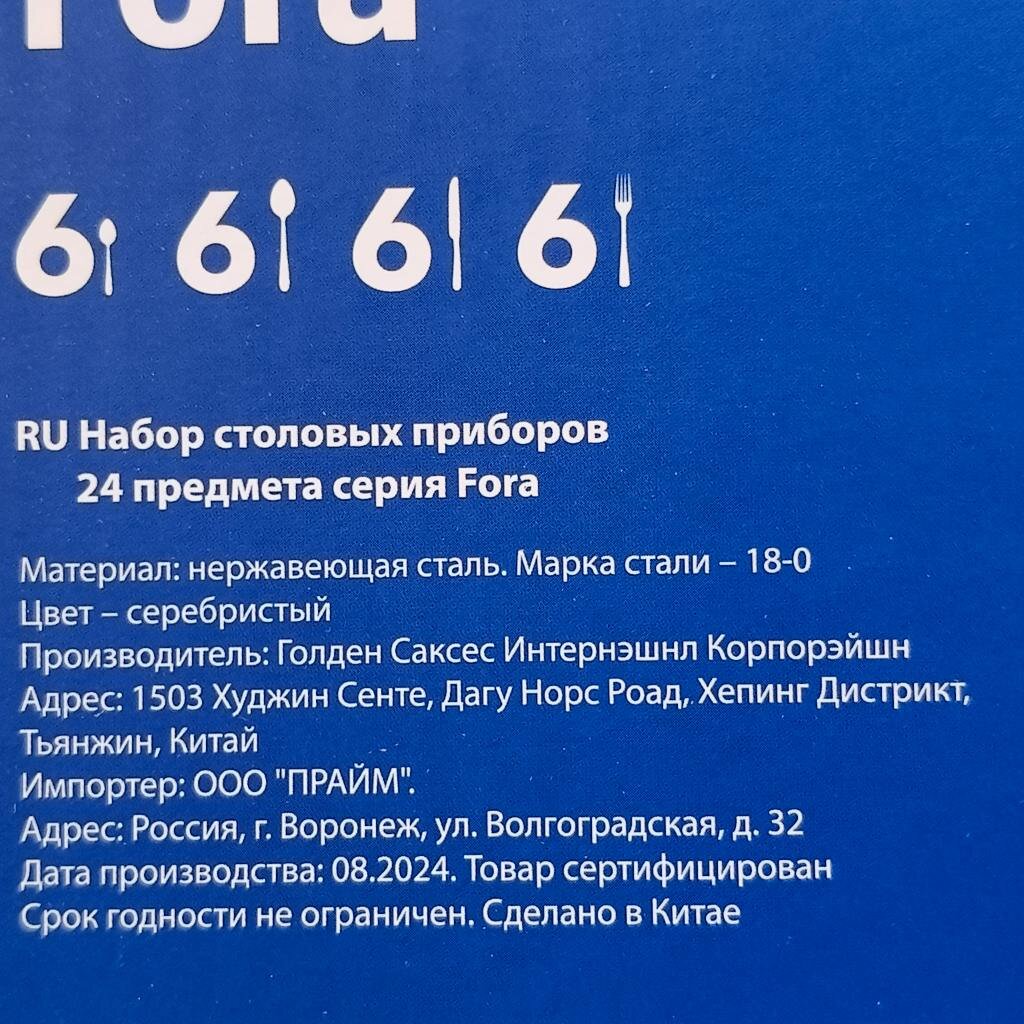 Fora
6 6 6 6
RU Набор столовых приборов
24 предмета серия Fora
Материал: нержавеющая сталь. Марка стали – 18-0
Цвет – серебристый
Производитель: Голден Саксес Интернэшнл Корпорэйшн
Адрес: 1503 Худжин Сенте, Дагу Норс Роад, Хепинг Дистрикт,
Тьянжин, Китай
Импортер: ООО "ПРАЙМ".
Адрес: Россия, г. Воронеж, ул. Волгоградская, д. 32
Дата производства: 08.2024. Товар сертифицирован
Срок годности не ограничен. Сделано в Китае